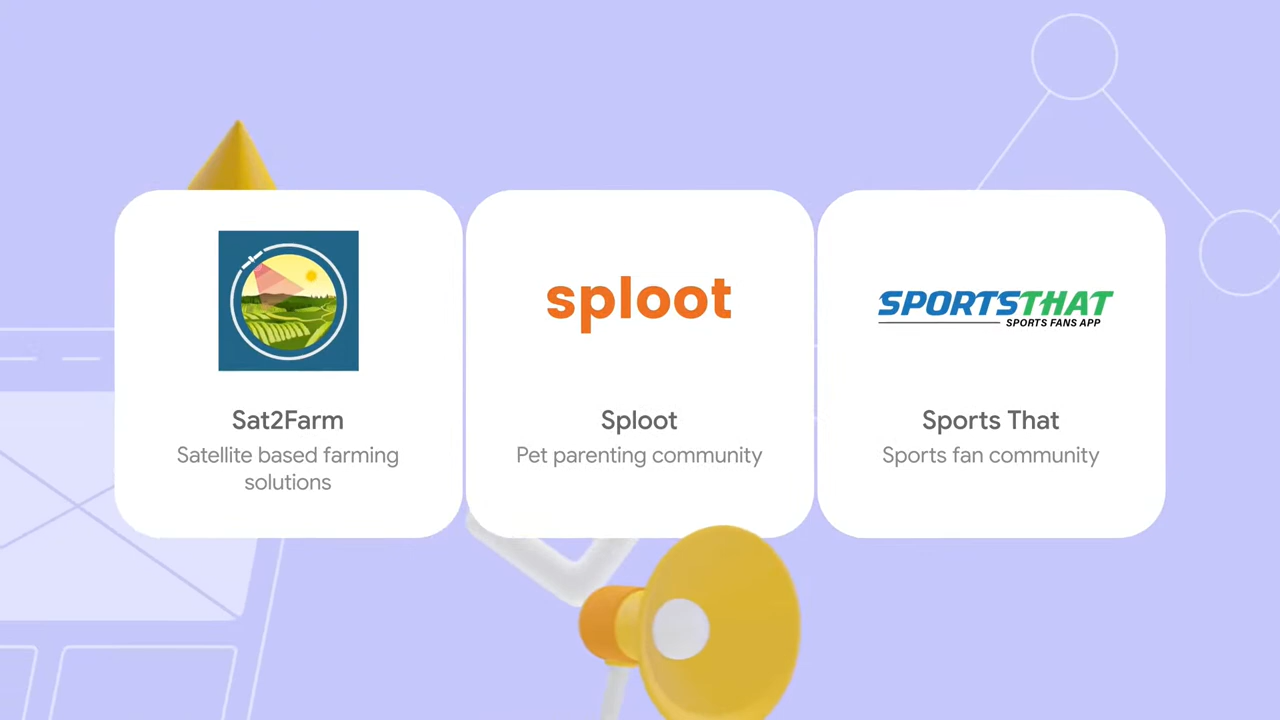 Sat2Farm
Satellite based farming
solutions
sploot
Sploot
Pet parenting community
SPORTSTHAT
SPORTS FANS APP
Sports That
Sports fan community